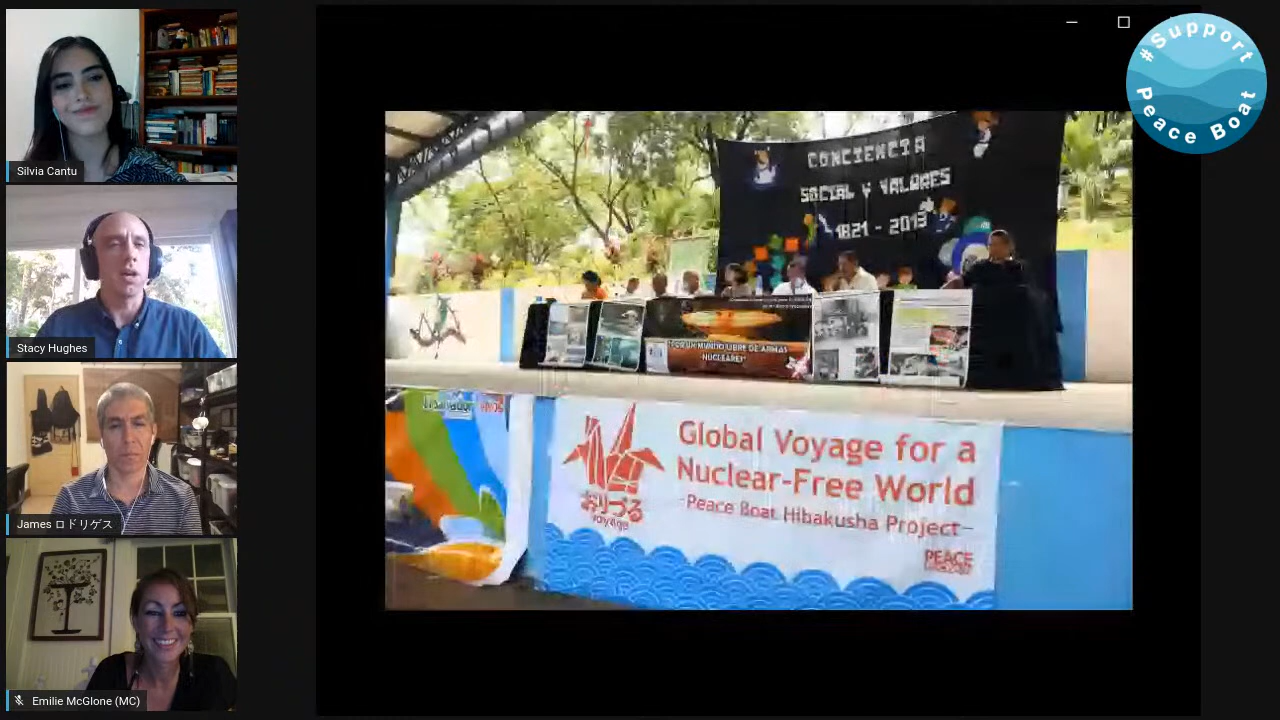 Silvia Cantu
Stacy Hughes
James ロドリゲス
Emilie McGlone (MC)
#Support
Peace Boat
CONCIENCIA
SOCIAL Y VALORES
1821 - 2013
"POR UN MUNDO LIBRE DE ARMAS
NUCLEARES"
Global Voyage for a
Nuclear-Free World
-Peace Boat Hibakusha Project-
おりづる
voyage
PEACE